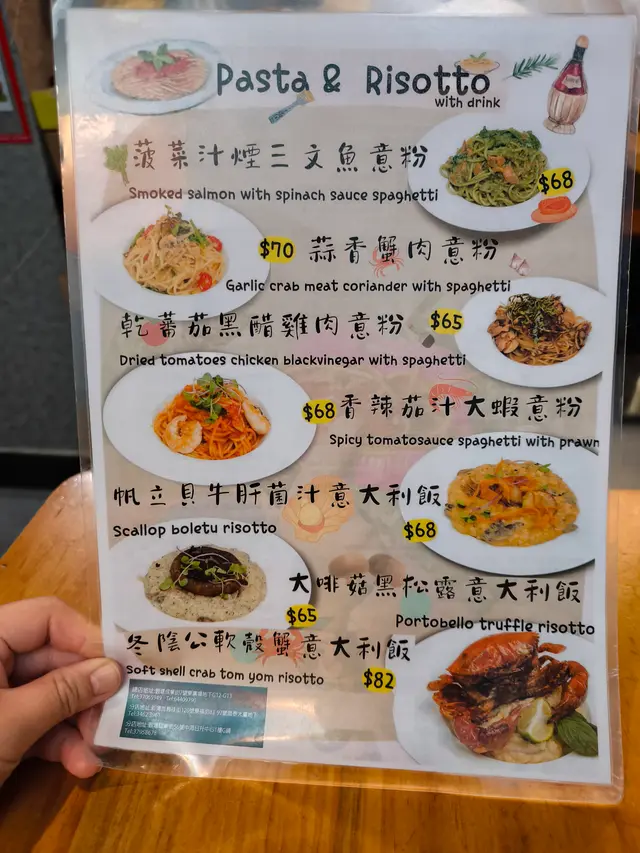 Pasta & Risotto
with drink
菠菜汁煙三文魚意粉
$68
Smoked salmon with spinach sauce spaghetti
$70 蒜香蟹肉意粉
Garlic crab meat coriander with spaghetti
乾蕃茄黑醋雞肉意粉 $65
Dried tomatoes chicken blackvinegar with spaghetti
$68 香辣茄汁大蝦意粉
Spicy tomatosauce spaghetti with prawn
帆立貝牛肝菌汁意大利飯
Scallop boletu risotto
$68
大啡菇黑松露意大利飯
$65
Portobello truffle risotto
冬陰公軟殼蟹意大利飯
Soft shell crab tom yom risotto
$82